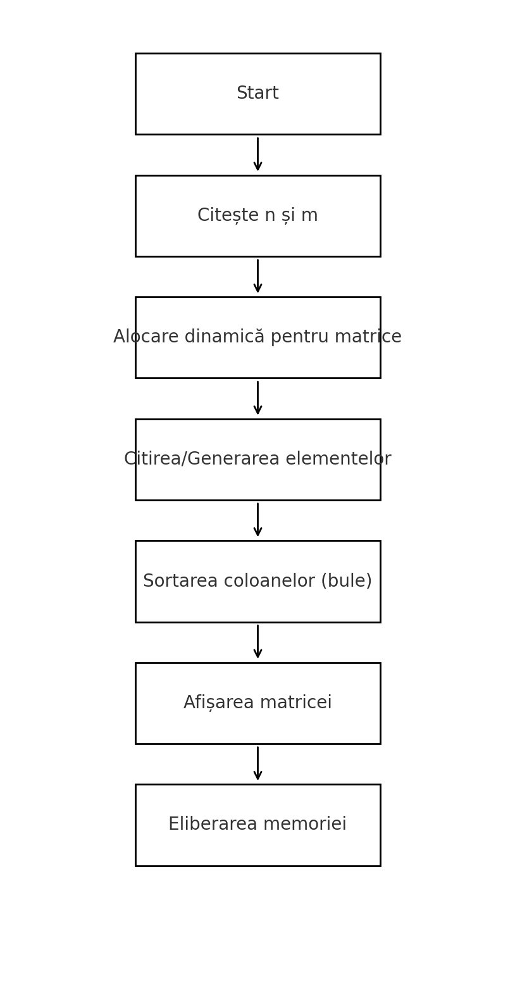 Start
Citește n și m
Alocare dinamică pentru matrice
Citirea/Generarea elementelor
Sortarea coloanelor (bule)
Afișarea matricei
Eliberarea memoriei